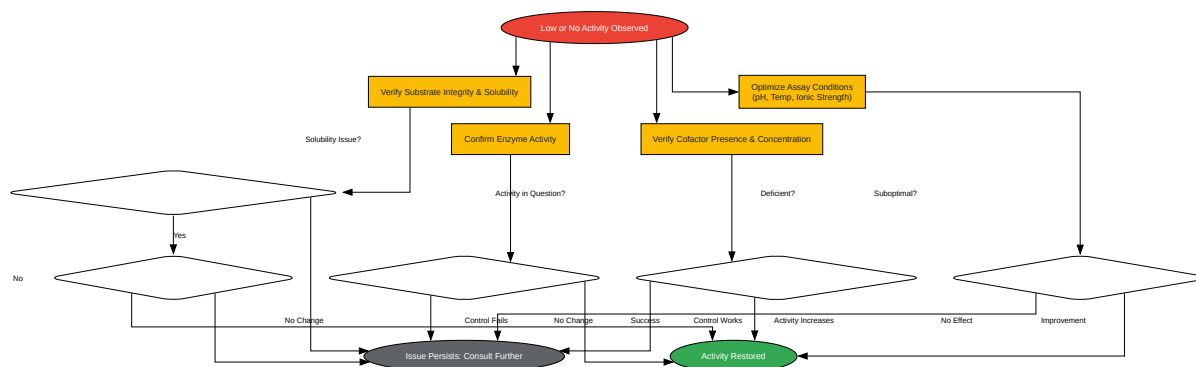 Low or No Activity Observed
Verify Substrate Integrity & Solubility
Optimize Assay Conditions
(pH, Temp, Ionic Strength)
Solubility Issue?
Confirm Enzyme Activity
Verify Cofactor Presence & Concentration
Activity in Question?
Deficient?
Suboptimal?
Yes
No
No Change
Control Fails
No Change
Success
Control Works
Activity Increases
No Effect
Improvement
Issue Persists: Consult Further
Activity Restored